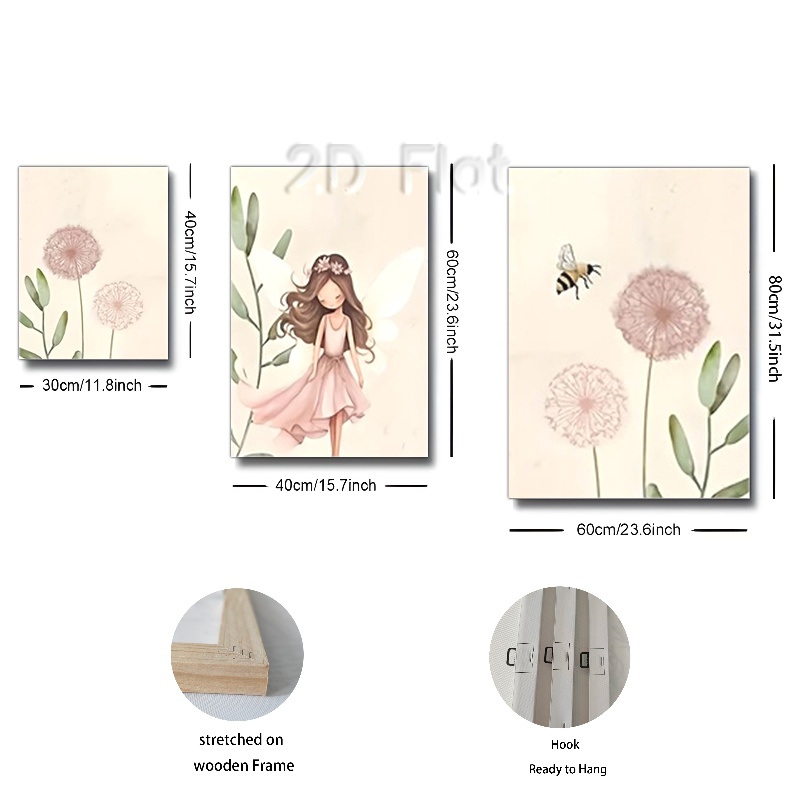 2D Flat
40cm/15.7inch
30cm/11.8inch
60cm/23.6inch
40cm/15.7inch
80cm/31.5inch
60cm/23.6inch
stretched on
wooden Frame
Hook
Ready to Hang